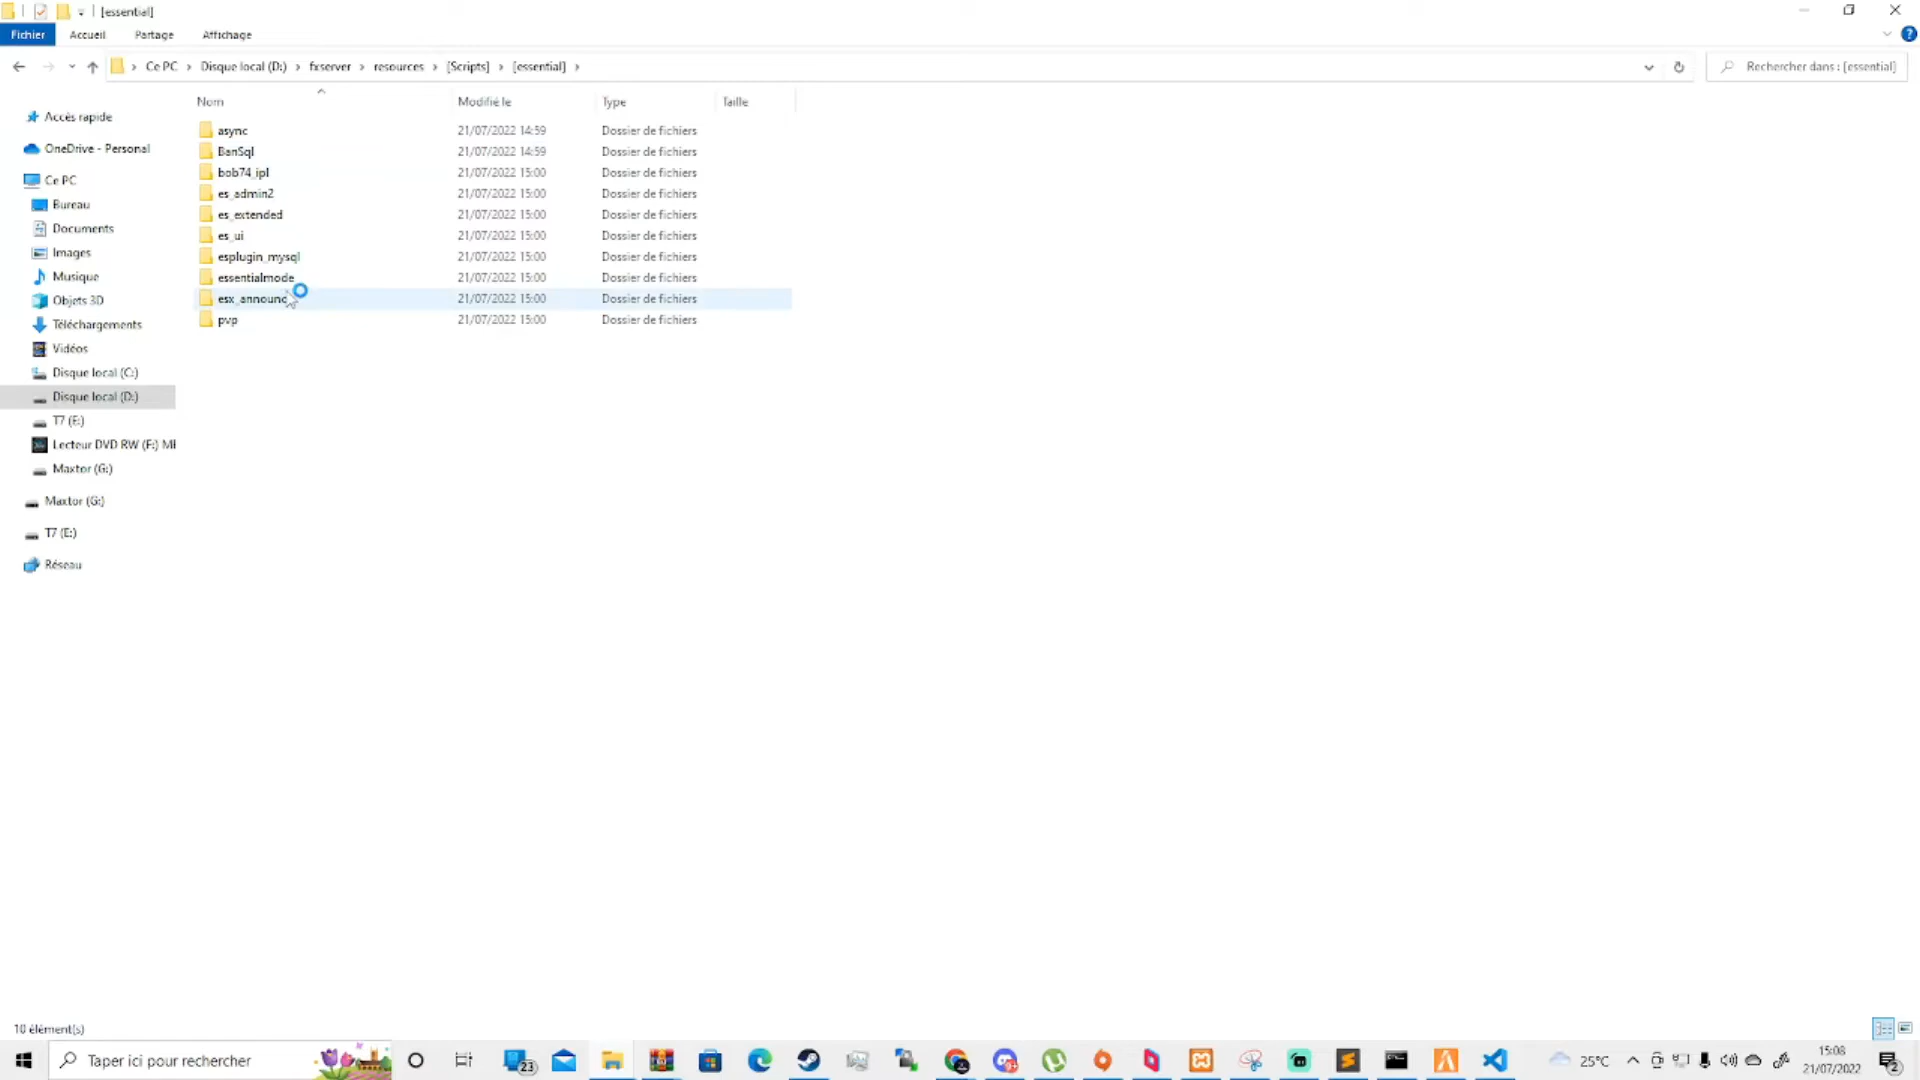 [essential]
Fichier Accueil Partage Affichage
Ce PC Disque local (D:) fxserver resources [Scripts] [essential]
Rechercher dans : [essential]
Nom Modifié le Type Taille
Accès rapide
OneDrive - Personal
Ce PC
Bureau
Documents
Images
Musique
Objets 3D
Téléchargements
Vidéos
Disque local (C:)
Disque local (D:)
T7 (E:)
Lecteur DVD RW (F:) MI
Maxtor (G:)
Maxtor (G:)
T7 (E:)
Réseau
async 21/07/2022 14:59 Dossier de fichiers
BanSql 21/07/2022 14:59 Dossier de fichiers
bob74_ipl 21/07/2022 15:00 Dossier de fichiers
es_admin2 21/07/2022 15:00 Dossier de fichiers
es_extended 21/07/2022 15:00 Dossier de fichiers
es_ui 21/07/2022 15:00 Dossier de fichiers
esplugin_mysql 21/07/2022 15:00 Dossier de fichiers
essentialmode 21/07/2022 15:00 Dossier de fichiers
esx_announc 21/07/2022 15:00 Dossier de fichiers
pvp 21/07/2022 15:00 Dossier de fichiers
10 élément(s)
Taper ici pour rechercher
23
25°C
15:08
21/07/2022
2